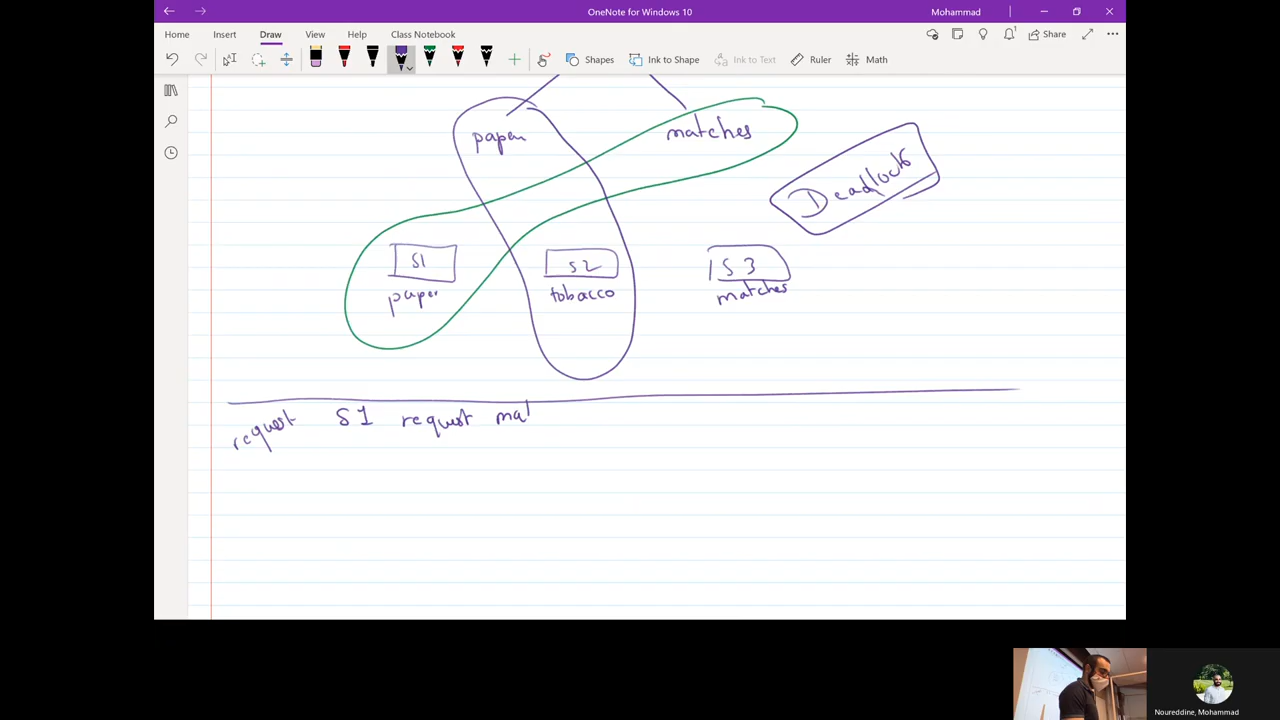 OneNote for Windows 10
Mohammad
Home Insert Draw View Help Class Notebook
Share
Shapes Ink to Shape Ink to Text Ruler Math
paper matches
Deadlock
S1 S2 S3
paper tobacco matches
request S1 request mat
Noureddine, Mohammad